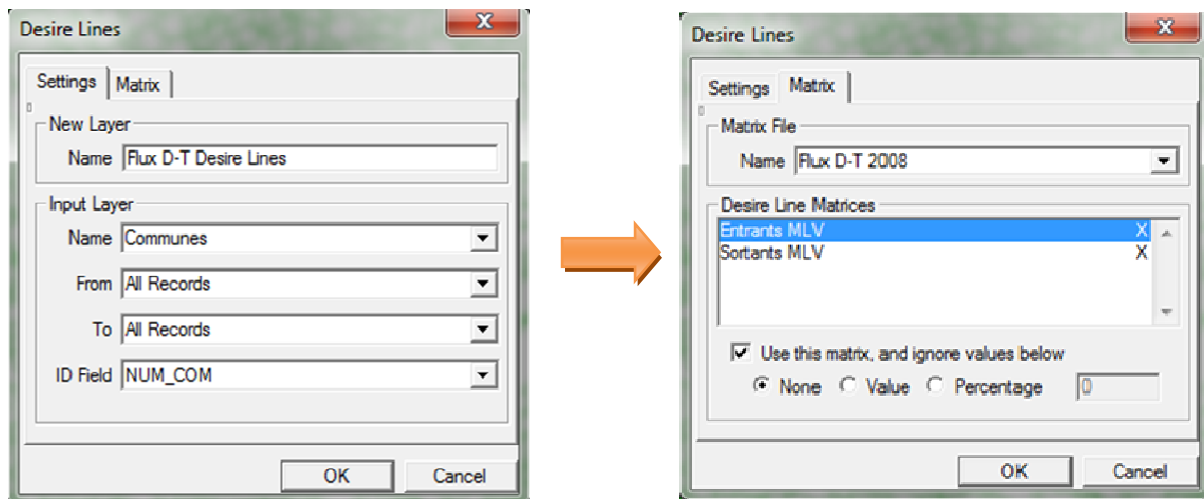 Desire Lines
X
Settings Matrix
New Layer
Name Flux D-T Desire Lines
Input Layer
Name Communes
From All Records
To All Records
ID Field NUM_COM
OK Cancel
Desire Lines
X
Settings Matrix
Matrix File
Name Flux D-T 2008
Desire Line Matrices
Entrants MLV X
Sortants MLV X
Use this matrix, and ignore values below
None Value Percentage 0
OK Cancel